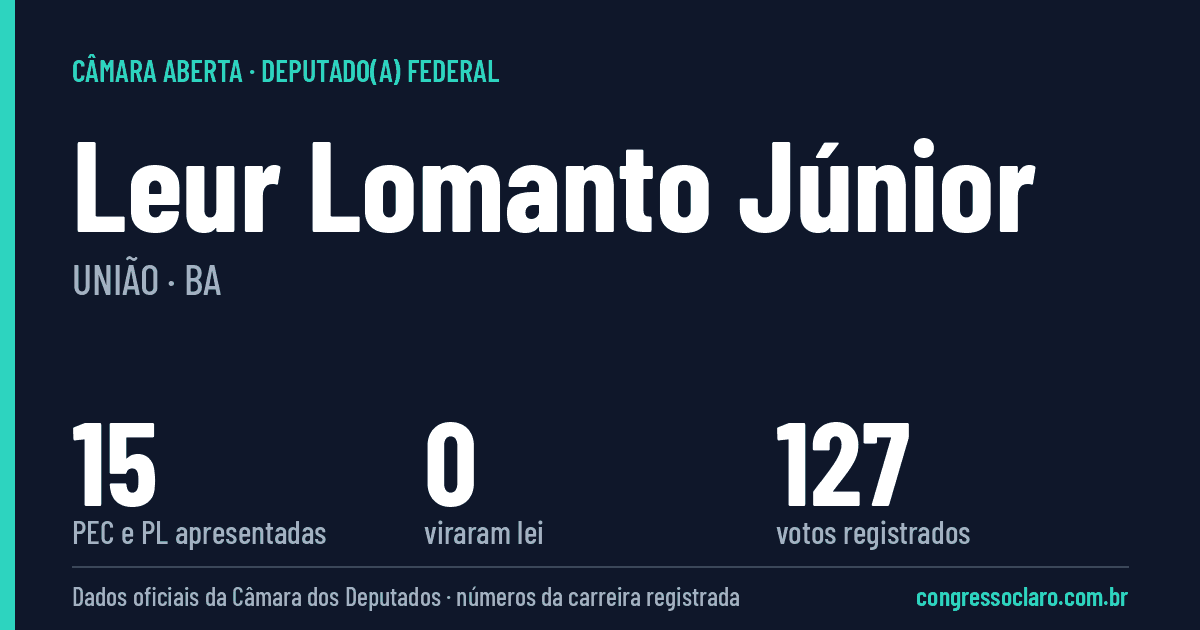 CÂMARA ABERTA · DEPUTADO(A) FEDERAL
Leur Lomanto Júnior
UNIÃO · BA
15
PEC e PL apresentadas
0
viraram lei
127
votos registrados
Dados oficiais da Câmara dos Deputados · números da carreira registrada
congressoclaro.com.br